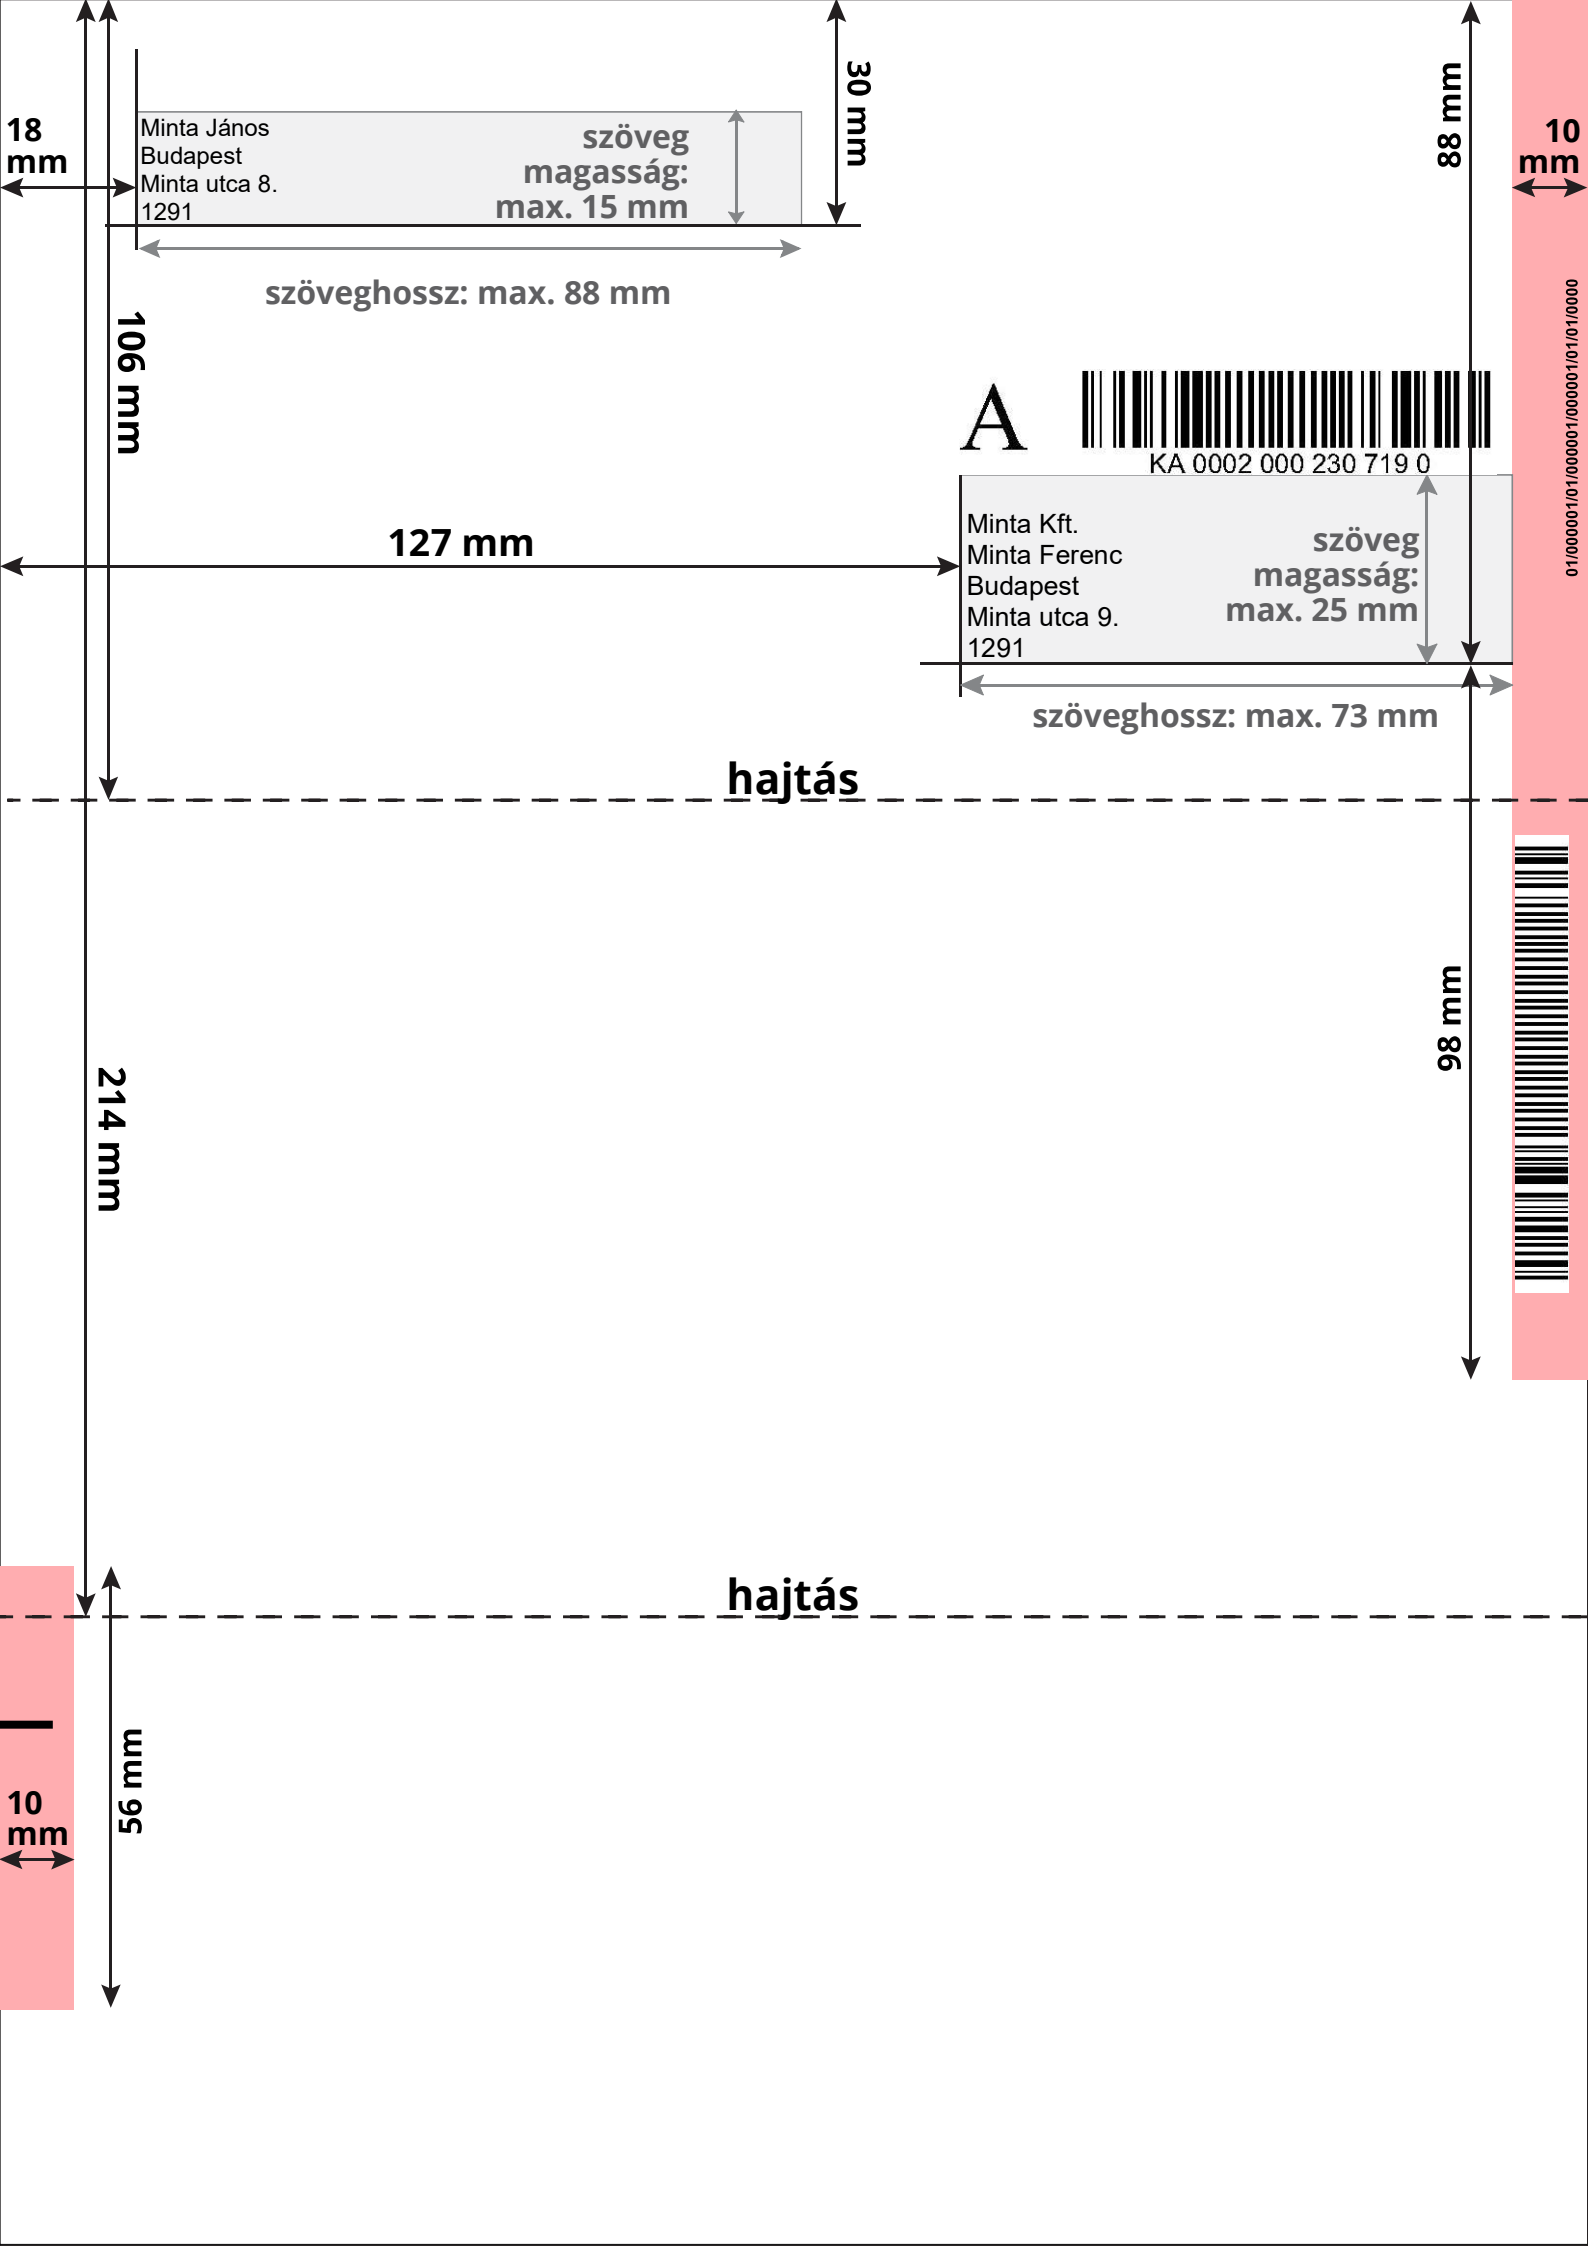 18
mm
Minta János
Budapest
Minta utca 8.
1291
szöveg
magasság:
max. 15 mm
szöveghossz: max. 88 mm
30 mm
88 mm
10
mm
106 mm
01/000001/01/000001/000001/01/01/0000
A
KA 0002 000 230 719 0
127 mm
Minta Kft.
Minta Ferenc
Budapest
Minta utca 9.
1291
szöveg
magasság:
max. 25 mm
szöveghossz: max. 73 mm
hajtás
98 mm
214 mm
hajtás
56 mm
10
mm